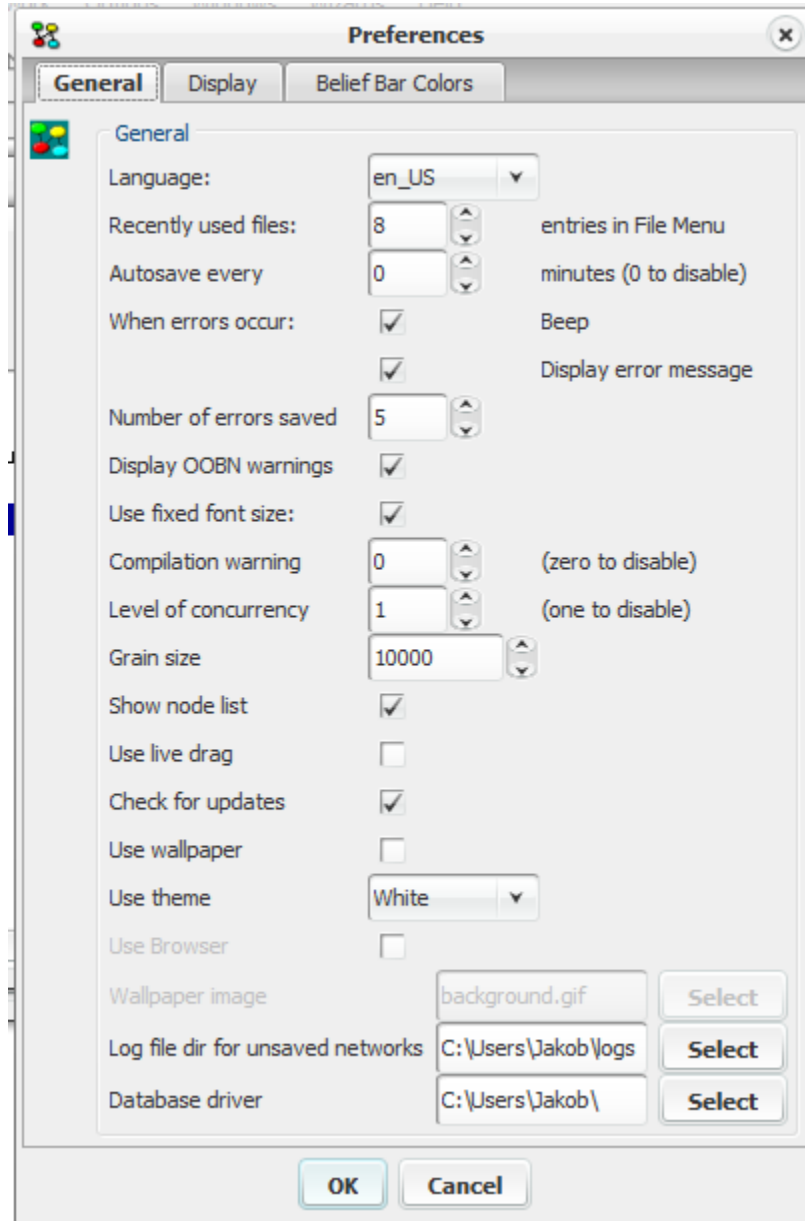 Preferences
General Display Belief Bar Colors
General
Language: en_US
Recently used files: 8 entries in File Menu
Autosave every 0 minutes (0 to disable)
When errors occur: Beep
Display error message
Number of errors saved 5
Display OOBN warnings
Use fixed font size:
Compilation warning 0 (zero to disable)
Level of concurrency 1 (one to disable)
Grain size 10000
Show node list
Use live drag
Check for updates
Use wallpaper
Use theme White
Use Browser
Wallpaper image background.gif Select
Log file dir for unsaved networks C:\Users\Jakob\logs Select
Database driver C:\Users\Jakob\ Select
OK Cancel